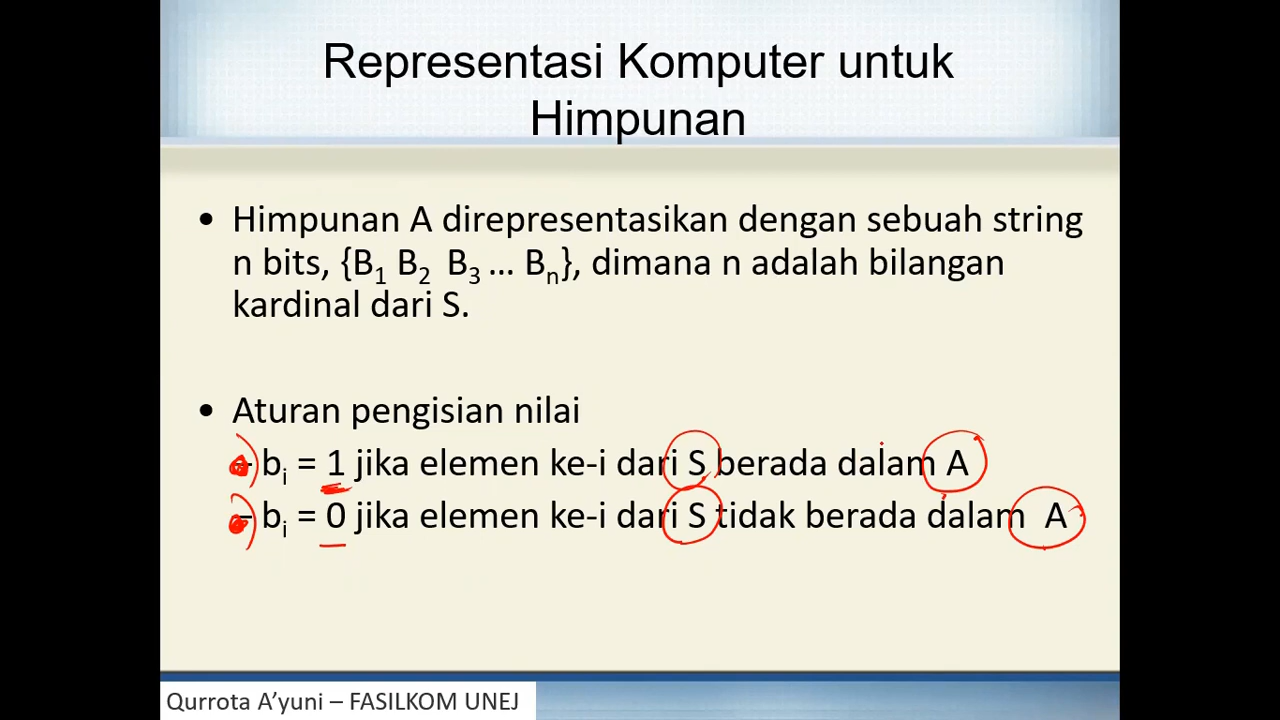 Representasi Komputer untuk
Himpunan
• Himpunan A direpresentasikan dengan sebuah string
n bits, {B₁ B₂ B₃ ... Bₙ}, dimana n adalah bilangan
kardinal dari S.
• Aturan pengisian nilai
– bᵢ = 1 jika elemen ke-i dari S berada dalam A
– bᵢ = 0 jika elemen ke-i dari S tidak berada dalam A
Qurrota A’yuni – FASILKOM UNEJ